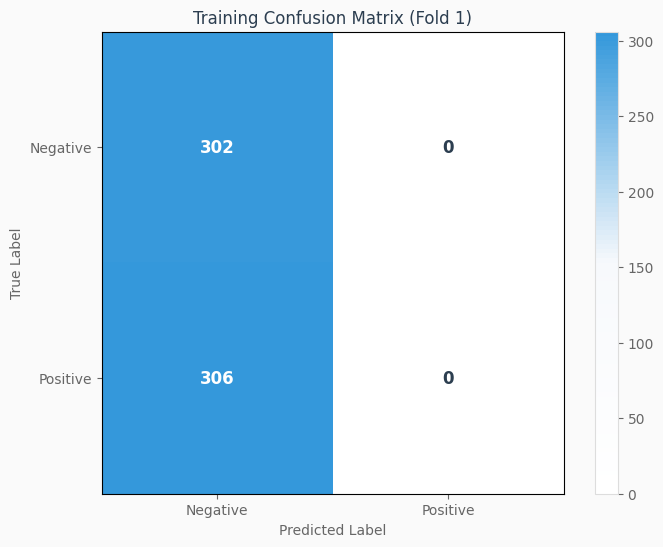 Training Confusion Matrix (Fold 1)
True Label
Negative
302
0
Positive
306
0
Negative
Positive
Predicted Label
300
250
200
150
100
50
0